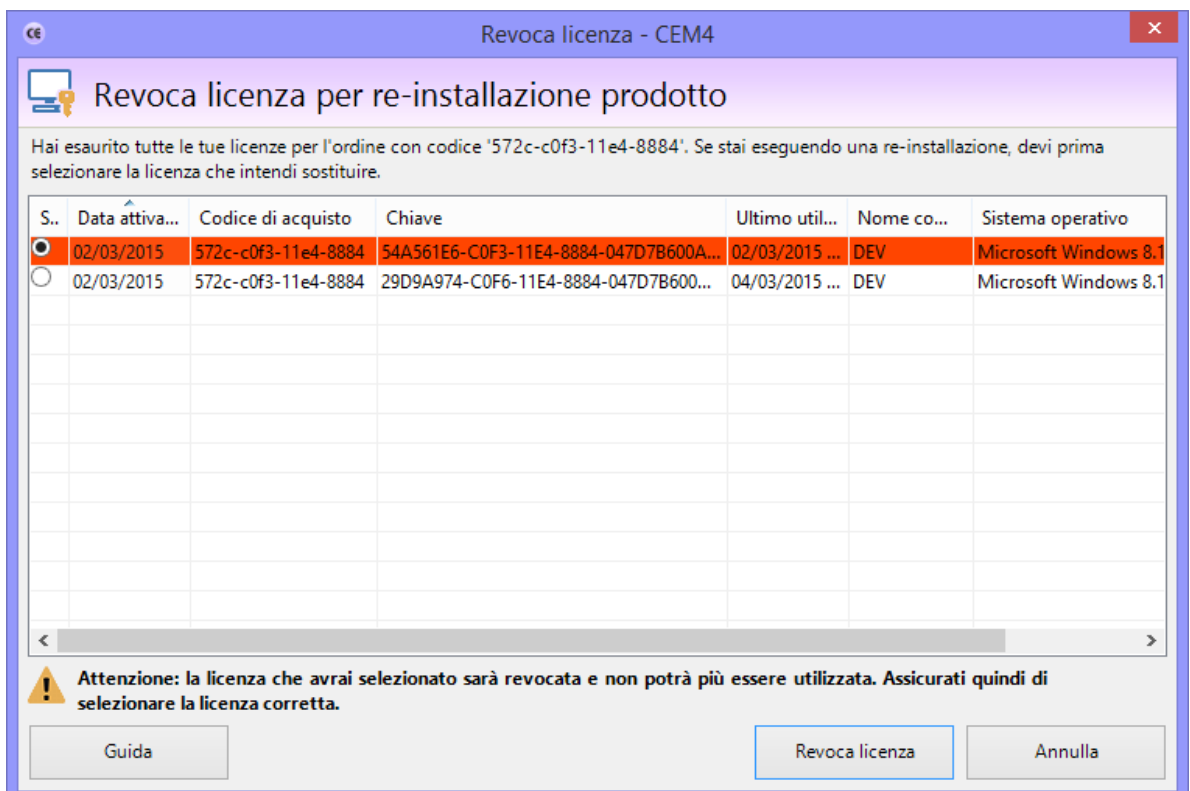 CE Revoca licenza - CEM4
Revoca licenza per re-installazione prodotto
Hai esaurito tutte le tue licenze per l'ordine con codice '572c-c0f3-11e4-8884'. Se stai eseguendo una re-installazione, devi prima
selezionare la licenza che intendi sostituire.
S.. Data attiva... Codice di acquisto Chiave Ultimo util... Nome co... Sistema operativo
02/03/2015 572c-c0f3-11e4-8884 54A561E6-C0F3-11E4-8884-047D7B600A... 02/03/2015 ... DEV Microsoft Windows 8.1
02/03/2015 572c-c0f3-11e4-8884 29D9A974-C0F6-11E4-8884-047D7B600... 04/03/2015 ... DEV Microsoft Windows 8.1
Attenzione: la licenza che avrai selezionato sarà revocata e non potrà più essere utilizzata. Assicurati quindi di
selezionare la licenza corretta.
Guida Revoca licenza Annulla